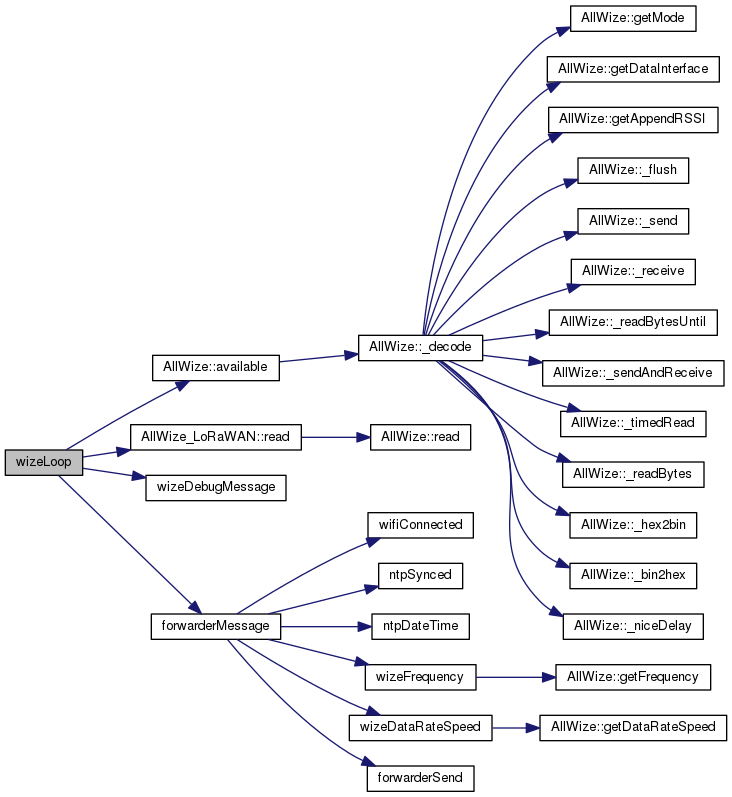 AllWize::getMode
AllWize::getDataInterface
AllWize::getAppendRSSI
AllWize::_flush
AllWize::_send
AllWize::_receive
AllWize::_readBytesUntil
AllWize::_decode
AllWize::available
AllWize::_sendAndReceive
AllWize::_timedRead
AllWize_LoRaWAN::read
AllWize::read
wizeLoop
AllWize::_readBytes
wizeDebugMessage
wifiConnected
AllWize::_hex2bin
ntpSynced
AllWize::_bin2hex
forwarderMessage
ntpDateTime
AllWize::_niceDelay
wizeFrequency
AllWize::getFrequency
wizeDataRateSpeed
AllWize::getDataRateSpeed
forwarderSend